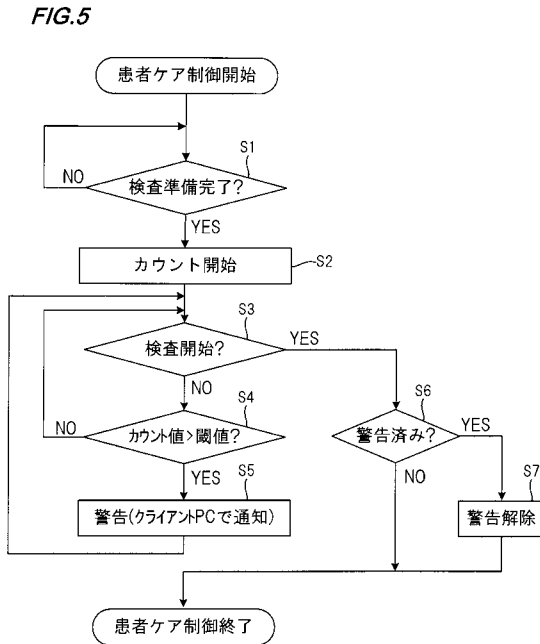 FIG.5
患者ケア制御開始
S1
検査準備完了?
NO
YES
カウント開始
S2
S3
検査開始?
YES
NO
S4
カウント値>閾値?
NO
YES
S5
警告(クライアントPCで通知)
S6
警告済み?
YES
NO
S7
警告解除
患者ケア制御終了